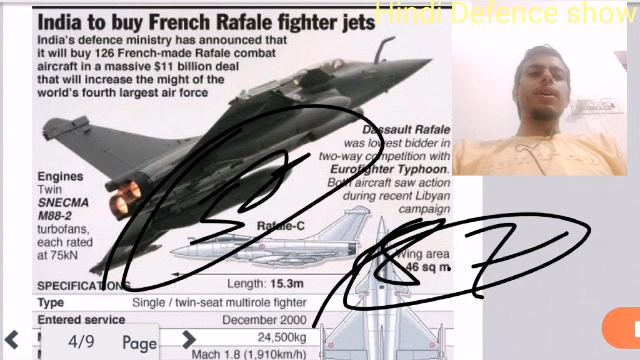 Hindi Defence show
India to buy French Rafale fighter jets
India's defence ministry has announced that
it will buy 126 French-made Rafale combat
aircraft in a massive $11 billion deal
that will increase the might of the
world's fourth largest air force
Dassault Rafale
was lowest bidder in
two-way competition with
Eurofighter Typhoon.
Both aircraft saw action
during recent Libyan
campaign
Engines
Twin
SNECMA
M88-2
turbofans,
each rated
at 75kN
Rafale-C
Wing area
46 sq m
SPECIFICATIONS
Length: 15.3m
Type Single / twin-seat multirole fighter
Entered service December 2000
24,500kg
Mach 1.8 (1,910km/h)
4/9 Page